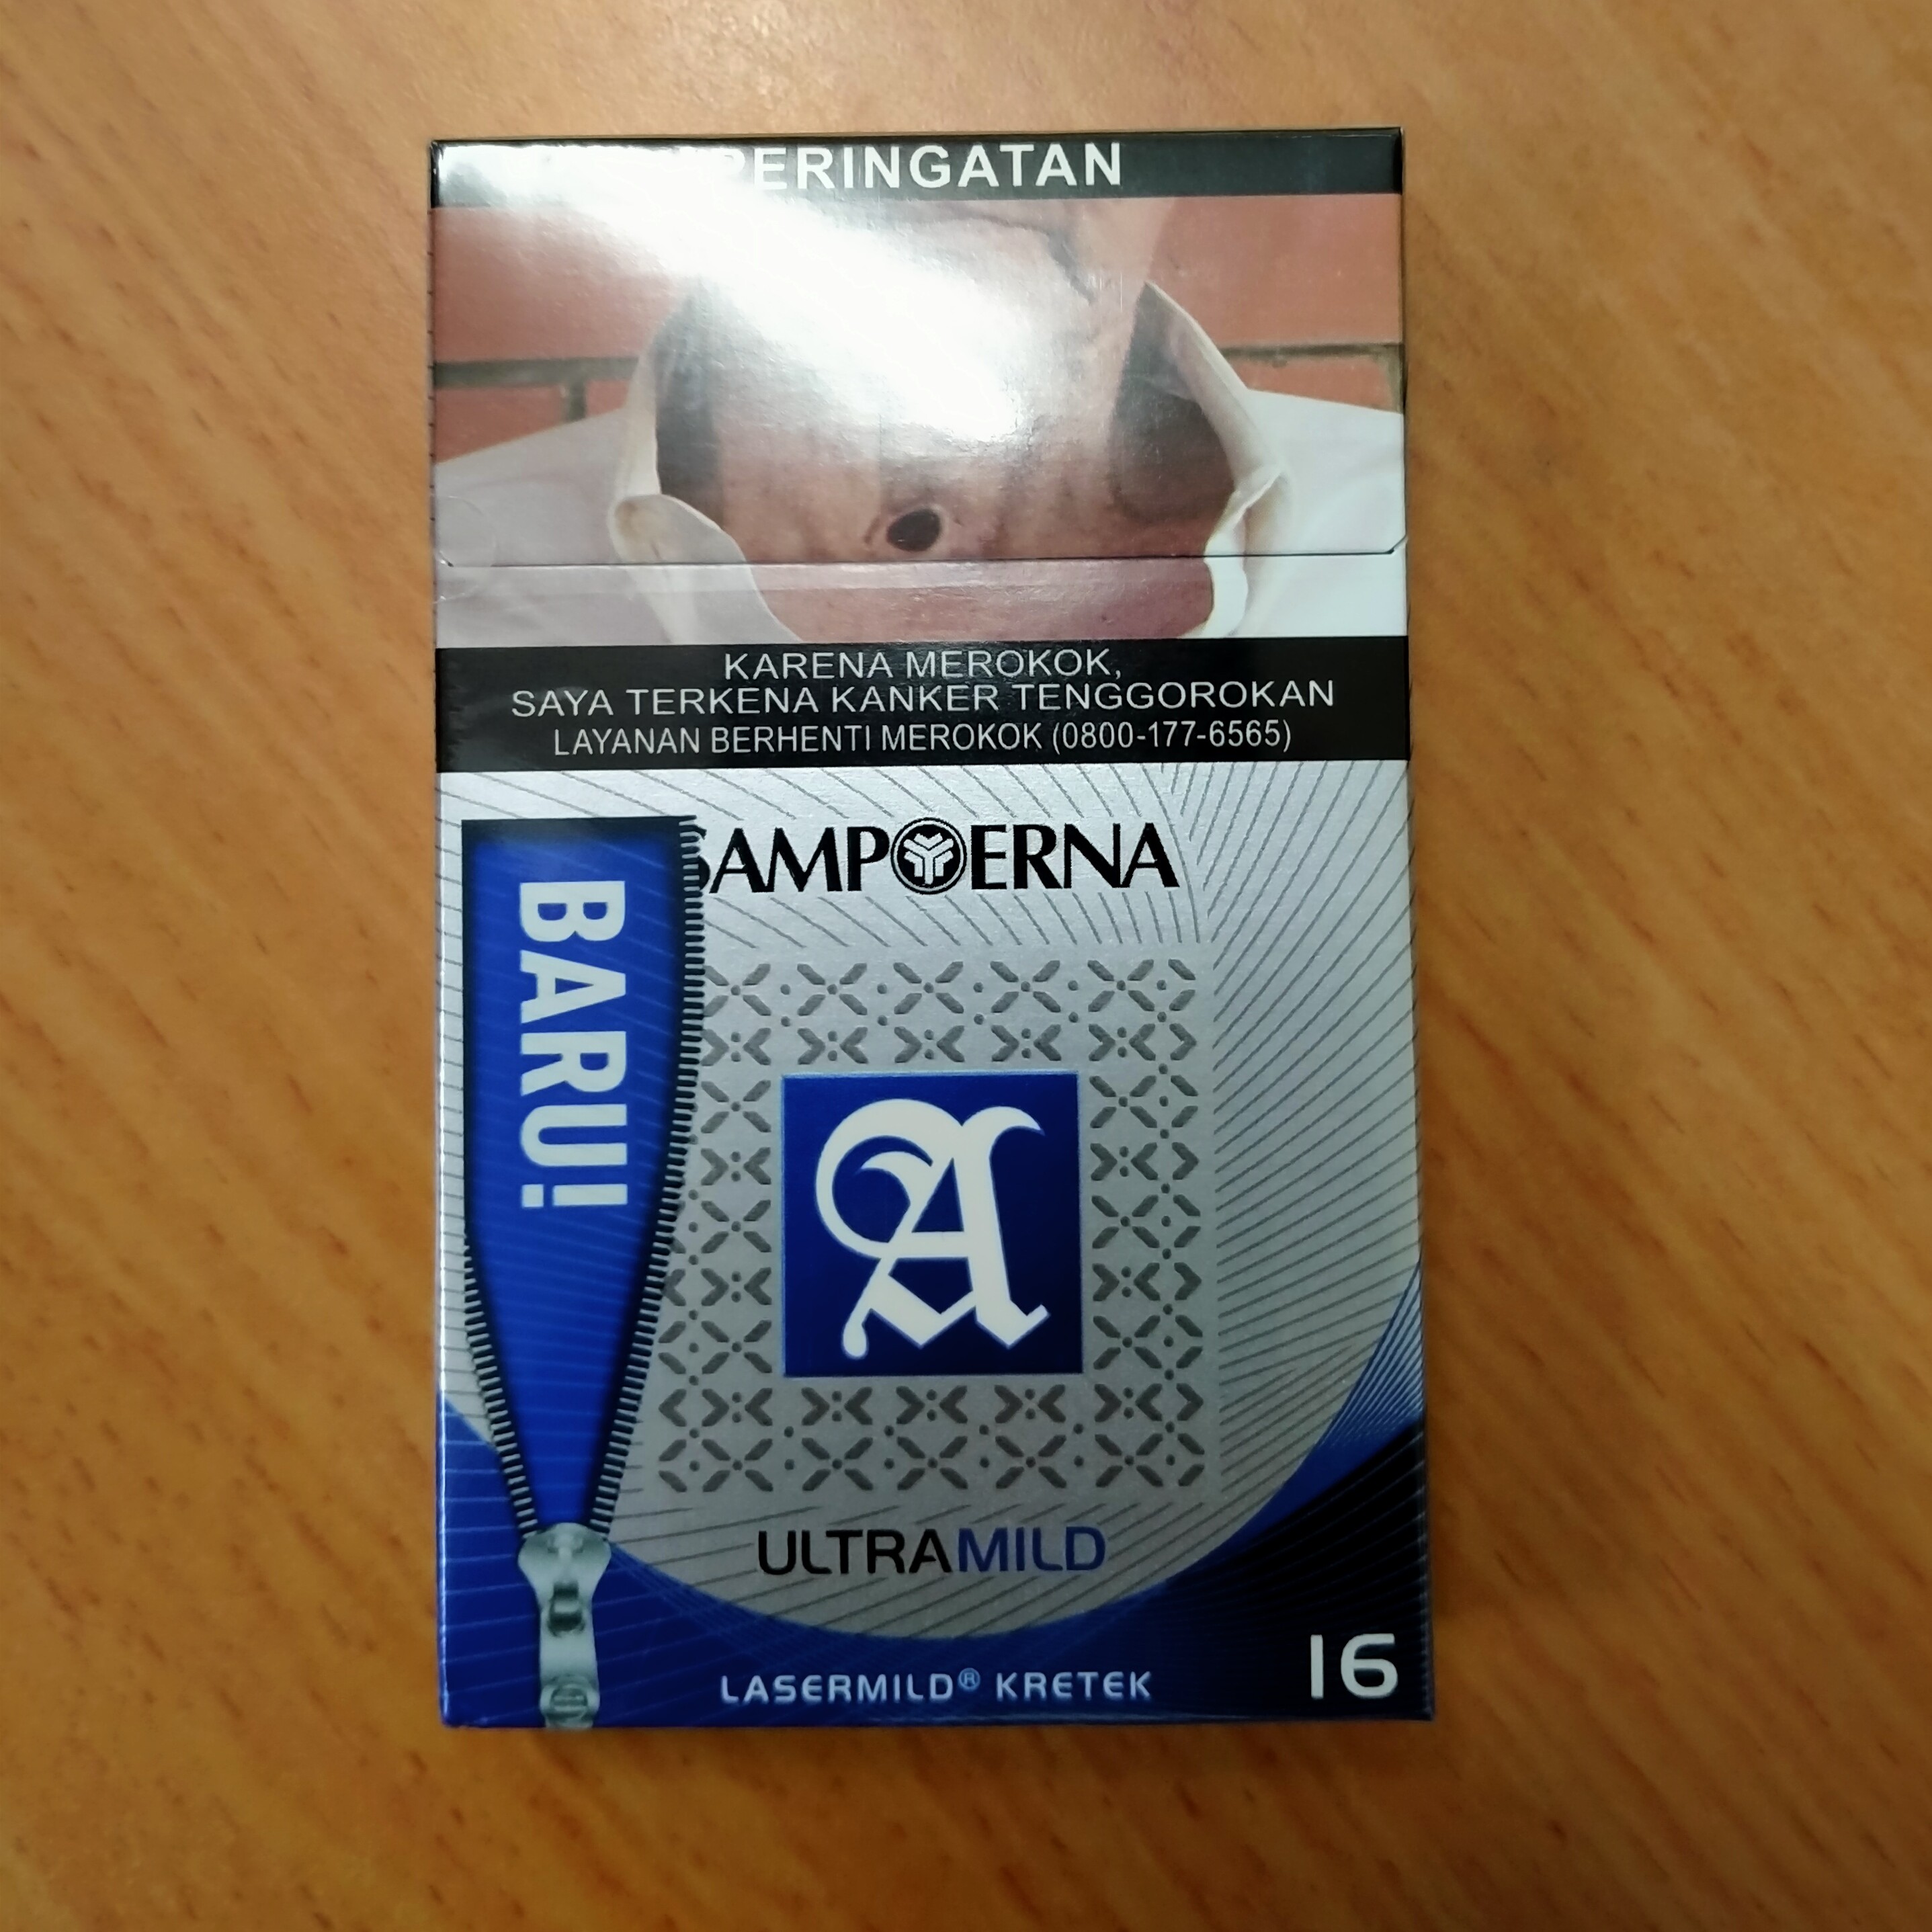 PERINGATAN
KARENA MEROKOK,
SAYA TERKENA KANKER TENGGOROKAN
LAYANAN BERHENTI MEROKOK (0800-177-6565)
SAMPOERNA
BARU!
A
ULTRAMILD
LASERMILD® KRETEK
16